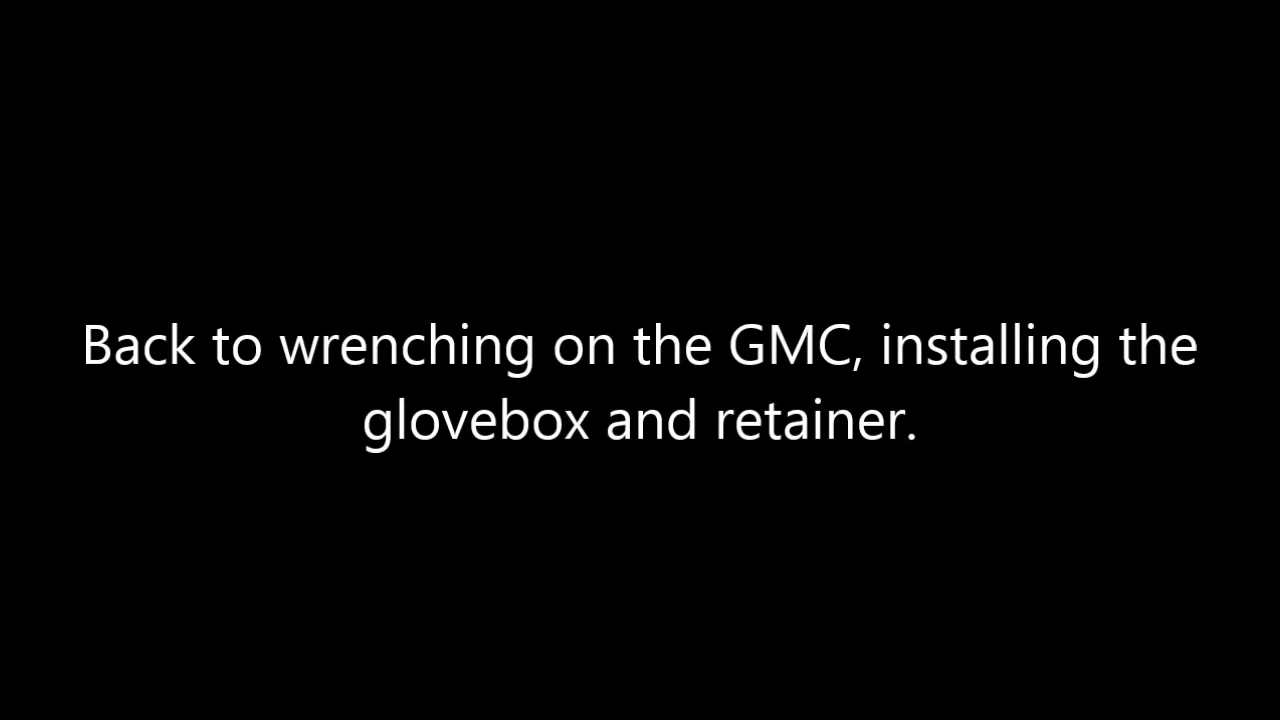 Back to wrenching on the GMC, installing the
glovebox and retainer.